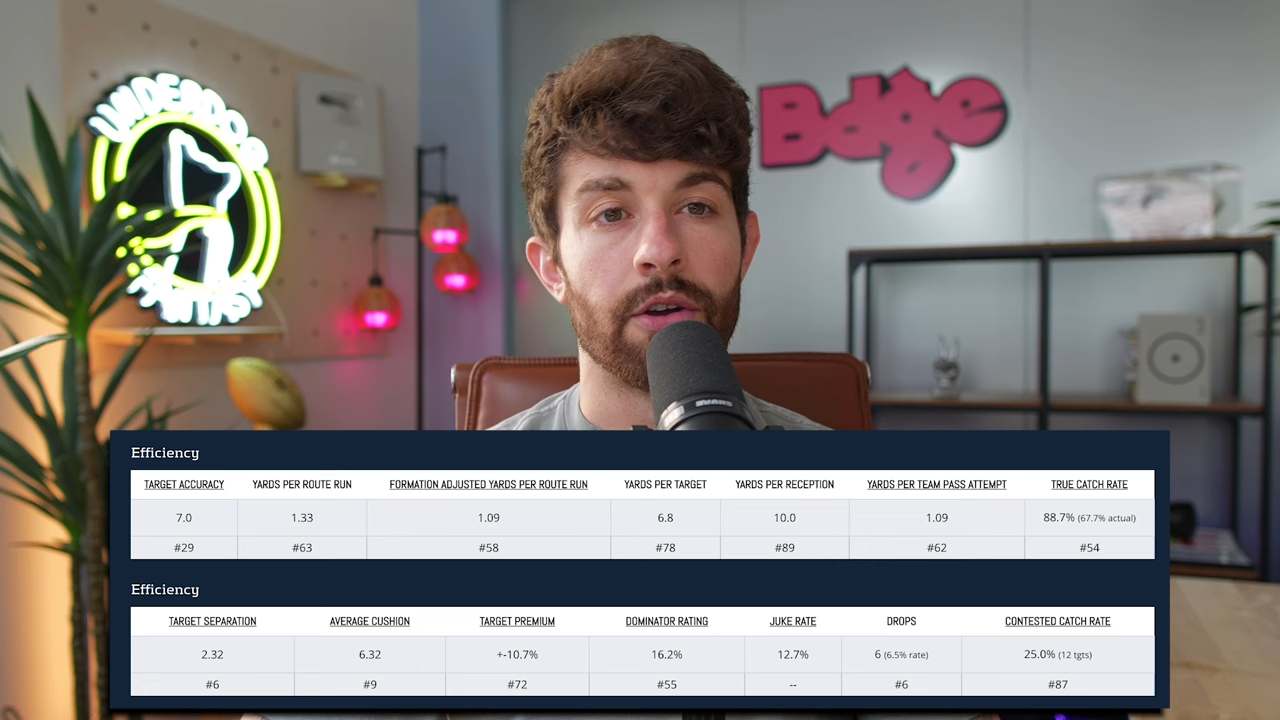 UNDERDOG
FANTASY
Bdge
EVANS
Efficiency
TARGET ACCURACY YARDS PER ROUTE RUN FORMATION ADJUSTED YARDS PER ROUTE RUN YARDS PER TARGET YARDS PER RECEPTION YARDS PER TEAM PASS ATTEMPT TRUE CATCH RATE
7.0 1.33 1.09 6.8 10.0 1.09 88.7% (67.7% actual)
#29 #63 #58 #78 #89 #62 #54
Efficiency
TARGET SEPARATION AVERAGE CUSHION TARGET PREMIUM DOMINATOR RATING JUKE RATE DROPS CONTESTED CATCH RATE
2.32 6.32 +-10.7% 16.2% 12.7% 6 (6.5% rate) 25.0% (12 tgts)
#6 #9 #72 #55 -- #6 #87